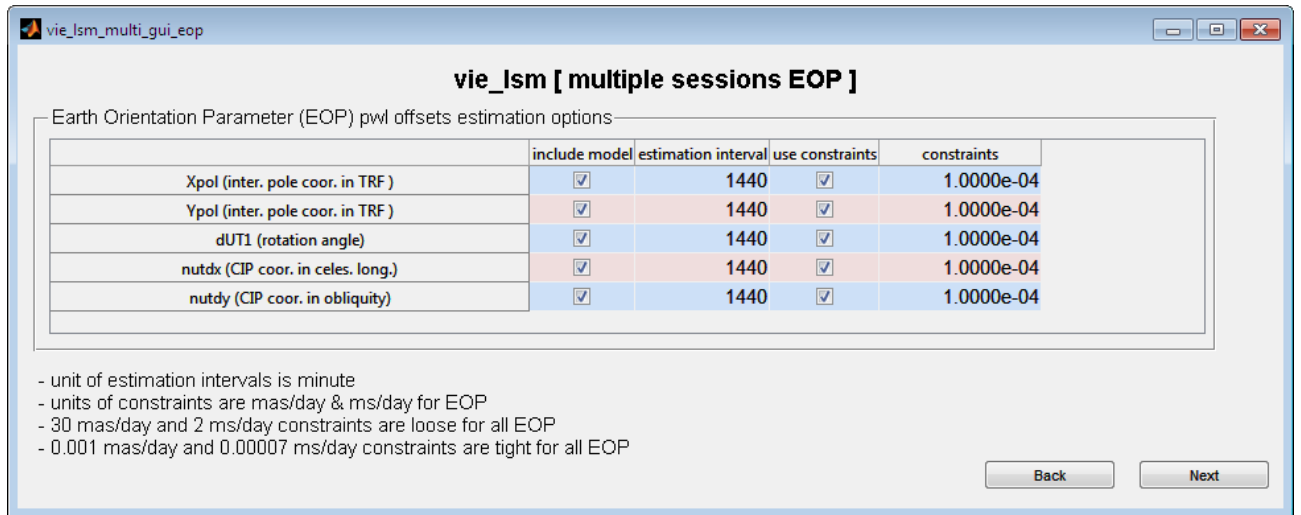 vie_lsm_multi_gui_eop
vie_lsm [ multiple sessions EOP ]
Earth Orientation Parameter (EOP) pwl offsets estimation options
include model estimation interval use constraints constraints
Xpol (inter. pole coor. in TRF ) 1440 1.0000e-04
Ypol (inter. pole coor. in TRF ) 1440 1.0000e-04
dUT1 (rotation angle) 1440 1.0000e-04
nutdx (CIP coor. in celes. long.) 1440 1.0000e-04
nutdy (CIP coor. in obliquity) 1440 1.0000e-04
- unit of estimation intervals is minute
- units of constraints are mas/day & ms/day for EOP
- 30 mas/day and 2 ms/day constraints are loose for all EOP
- 0.001 mas/day and 0.00007 ms/day constraints are tight for all EOP
Back Next